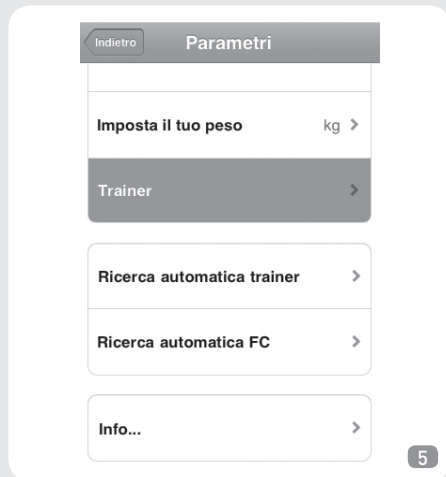 Indietro Parametri
Imposta il tuo peso kg >
Trainer >
Ricerca automatica trainer >
Ricerca automatica FC >
Info... >
5